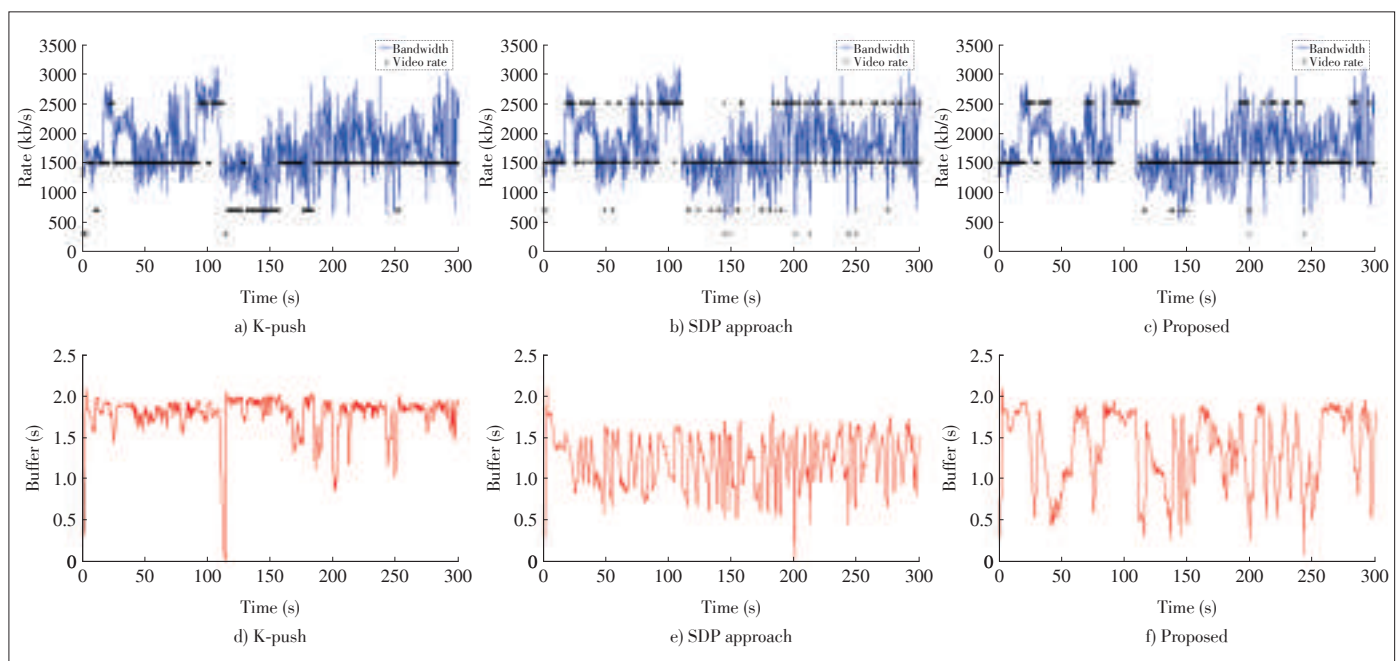 3500
3000
2500
2000
1500
1000
500
0
Rate (kb/s)
Bandwidth
Video rate
0 50 100 150 200 250 300
Time (s)
a) K-push
3500
3000
2500
2000
1500
1000
500
0
Rate (kb/s)
Bandwidth
Video rate
0 50 100 150 200 250 300
Time (s)
b) SDP approach
3500
3000
2500
2000
1500
1000
500
0
Rate (kb/s)
Bandwidth
Video rate
0 50 100 150 200 250 300
Time (s)
c) Proposed
2.5
2.0
1.5
1.0
0.5
0
Buffer (s)
0 50 100 150 200 250 300
Time (s)
d) K-push
2.5
2.0
1.5
1.0
0.5
0
Buffer (s)
0 50 100 150 200 250 300
Time (s)
e) SDP approach
2.5
2.0
1.5
1.0
0.5
0
Buffer (s)
0 50 100 150 200 250 300
Time (s)
f) Proposed